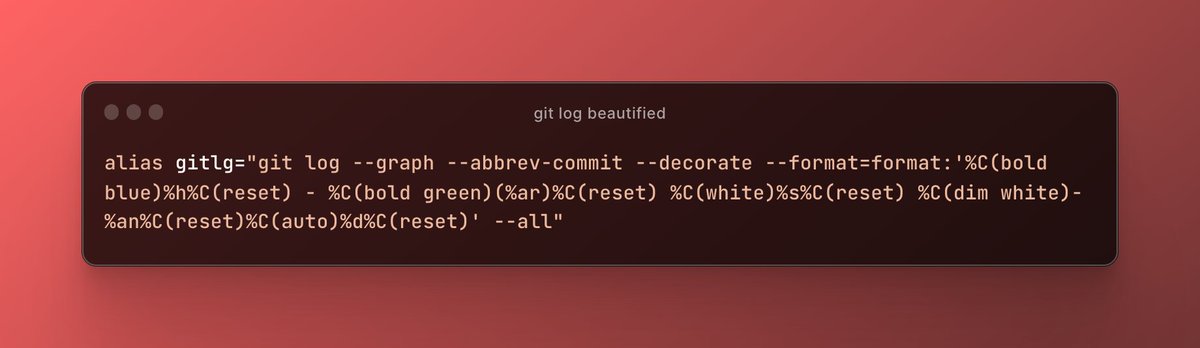 git log beautified
alias gitlg="git log --graph --abbrev-commit --decorate --format=format:'%C(bold
blue)%h%C(reset) - %C(bold green)(%ar)%C(reset) %C(white)%s%C(reset) %C(dim white)-
%an%C(reset)%C(auto)%d%C(reset)' --all"